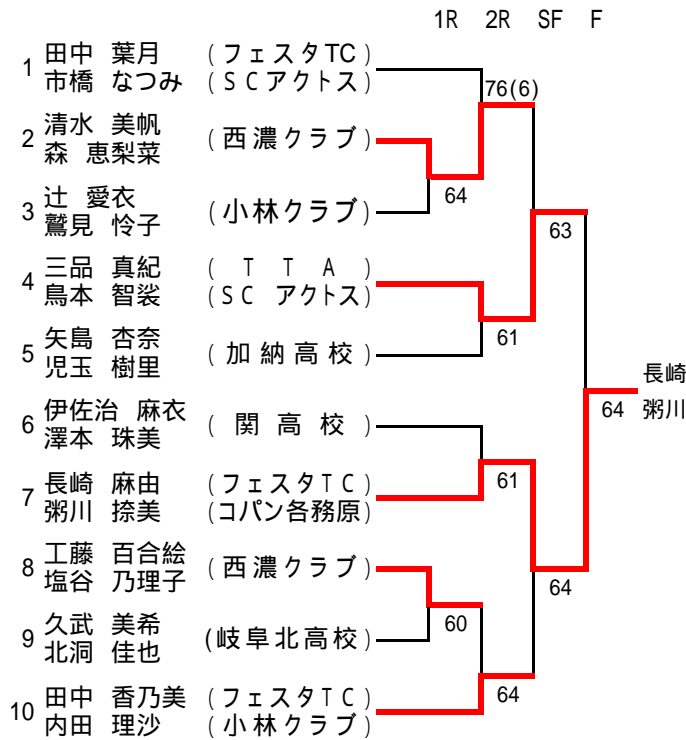 1R 2R SF F
1 田中 葉月 (フェスタTC)
市橋 なつみ (SCアクトス)
76(6)
2 清水 美帆 (西濃クラブ)
森 恵梨菜
64
3 辻 愛衣 (小林クラブ)
鷲見 怜子
63
4 三品 真紀 (TTA)
鳥本 智裟 (SC アクトス)
61
5 矢島 杏奈 (加納高校)
児玉 樹里
長崎
64 粥川
6 伊佐治 麻衣 (関高校)
澤本 珠美
61
7 長崎 麻由 (フェスタTC)
粥川 捺美 (コパン各務原)
8 工藤 百合絵 (西濃クラブ)
塩谷 乃理子
64
60
9 久武 美希 (岐阜北高校)
北洞 佳也
64
10 田中 香乃美 (フェスタTC)
内田 理沙 (小林クラブ)